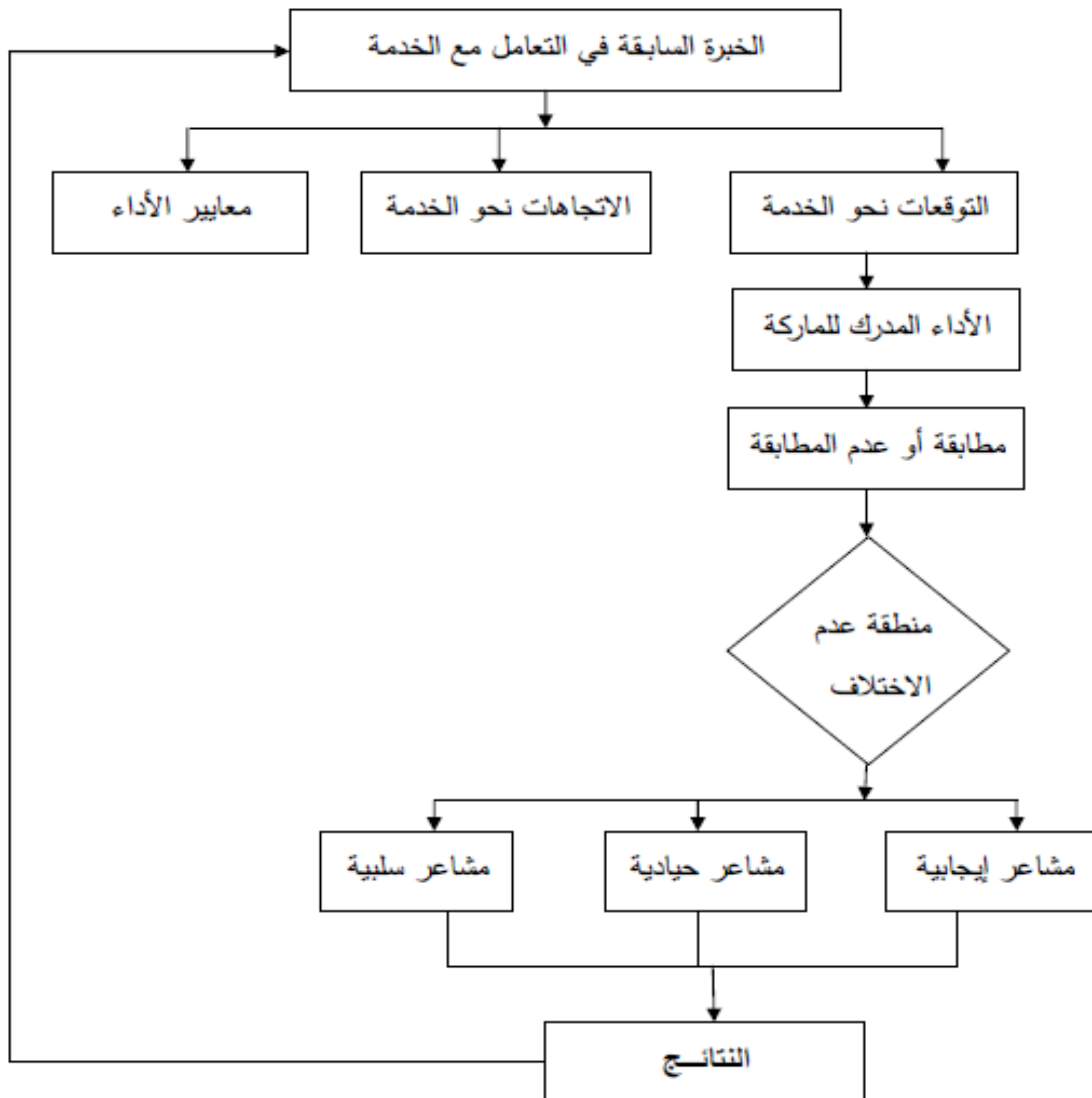 الخبرة السابقة في التعامل مع الخدمة
التوقعات نحو الخدمة
الاتجاهات نحو الخدمة
معايير الأداء
الأداء المدرك للماركة
مطابقة أو عدم المطابقة
منطقة عدم
الاختلاف
مشاعر إيجابية
مشاعر حيادية
مشاعر سلبية
النتائـــج